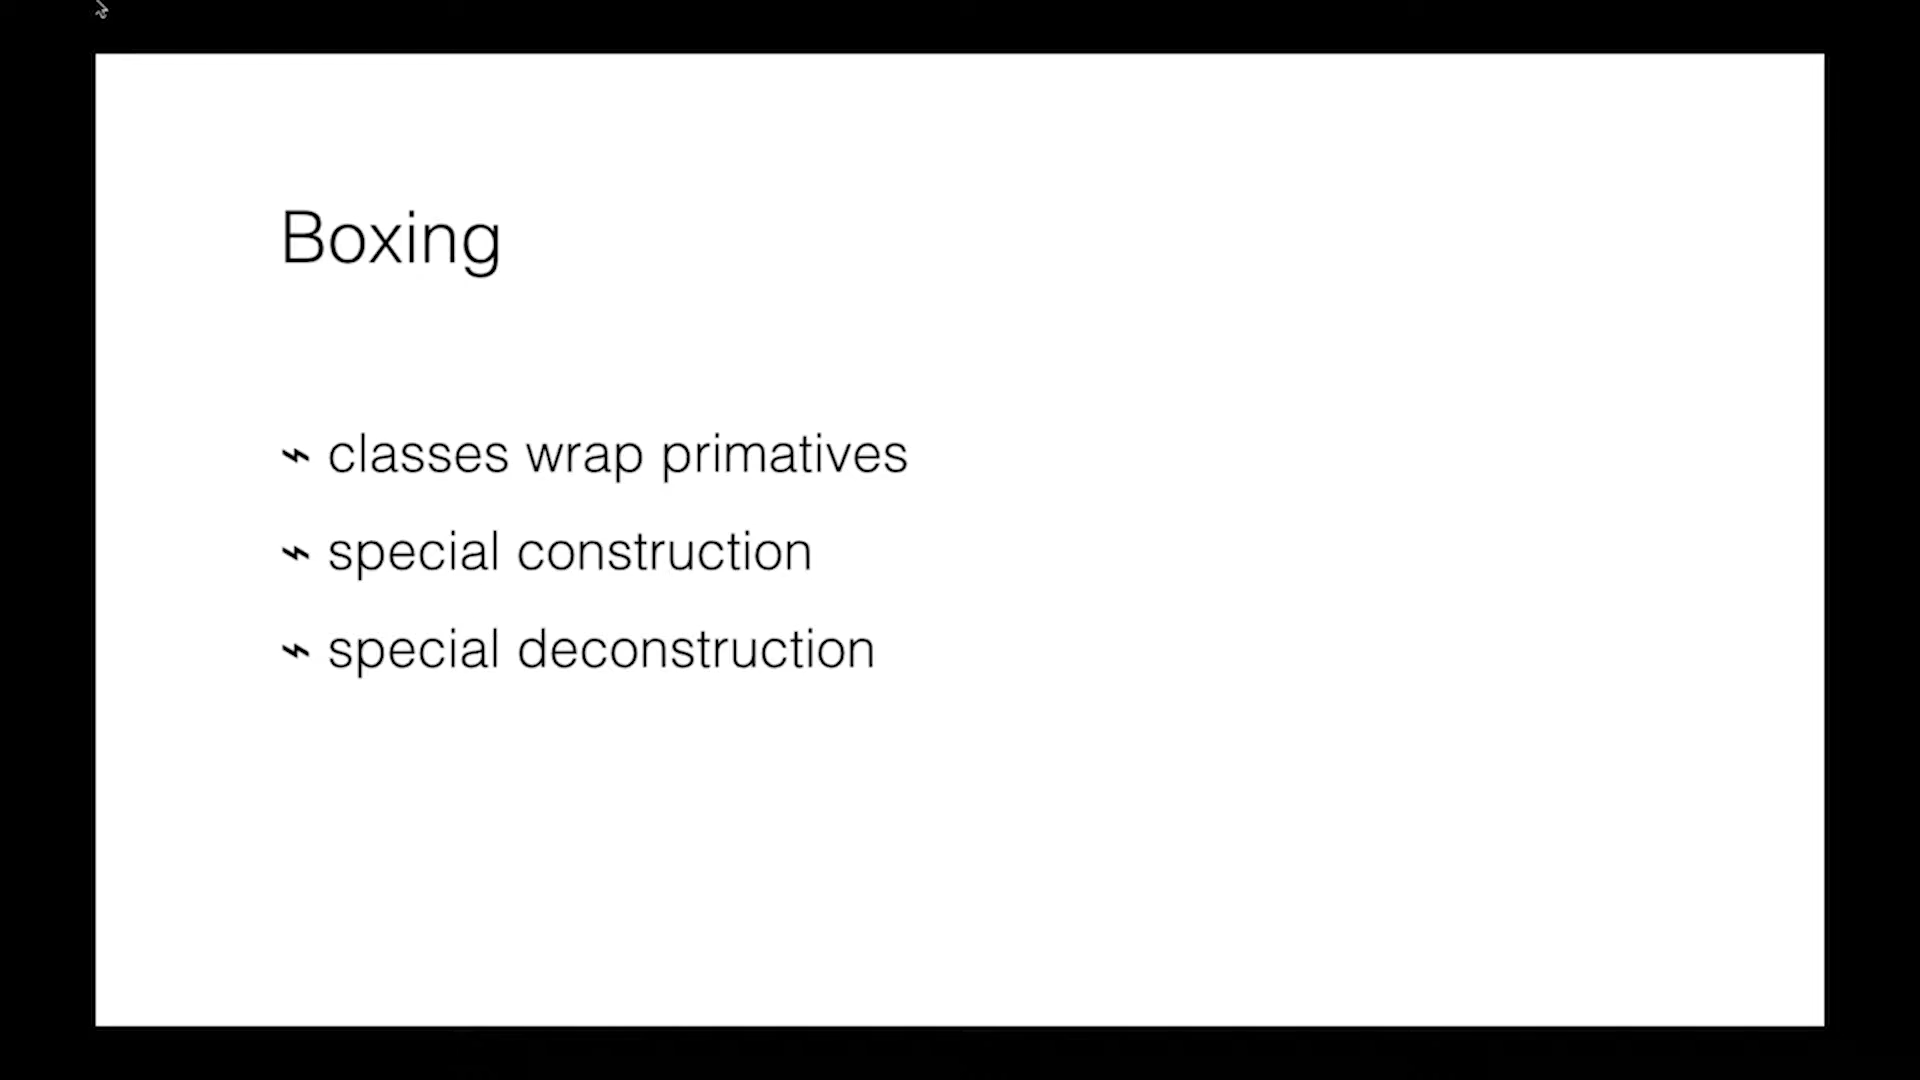 Boxing
classes wrap primatives
special construction
special deconstruction